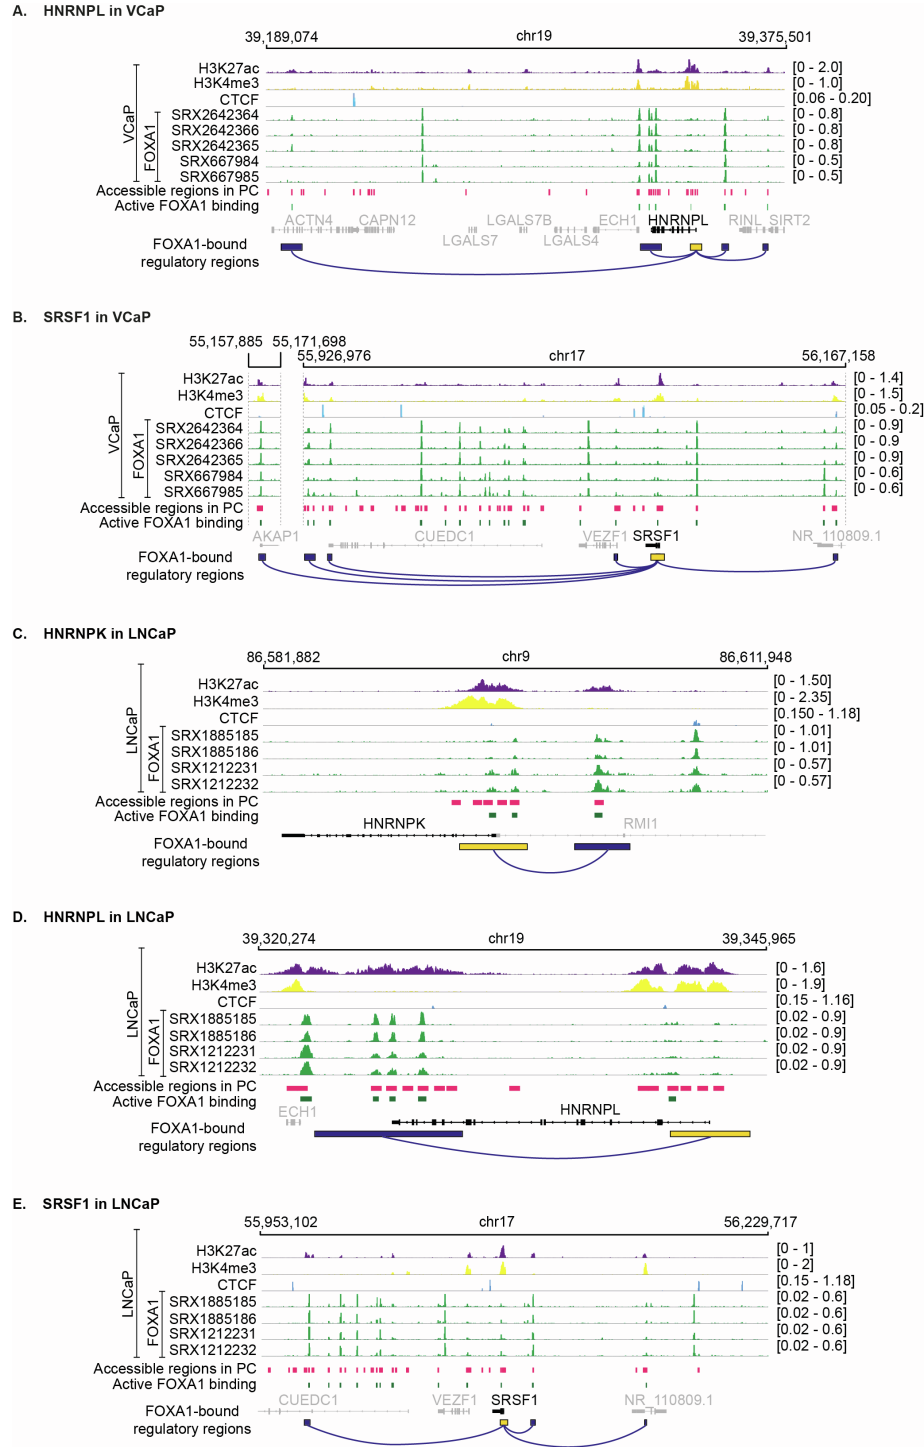 A. HNRNPL in VCaP
39,189,074 chr19 39,375,501
H3K27ac [0 - 2.0]
H3K4me3 [0 - 1.0]
CTCF [0.06 - 0.20]
VCaP
FOXA1
SRX2642364 [0 - 0.8]
SRX2642366 [0 - 0.8]
SRX2642365 [0 - 0.8]
SRX667984 [0 - 0.5]
SRX667985 [0 - 0.5]
Accessible regions in PC
Active FOXA1 binding
ACTN4 CAPN12 LGALS7B ECH1 HNRNPL RINL SIRT2
LGALS7 LGALS4
FOXA1-bound
regulatory regions
B. SRSF1 in VCaP
55,157,885 55,171,698
55,926,976 chr17 56,167,158
H3K27ac [0 - 1.4]
H3K4me3 [0 - 1.5]
CTCF [0.05 - 0.2]
VCaP
FOXA1
SRX2642364 [0 - 0.9]
SRX2642366 [0 - 0.9
SRX2642365 [0 - 0.9]
SRX667984 [0 - 0.6]
SRX667985 [0 - 0.6]
Accessible regions in PC
Active FOXA1 binding
AKAP1 CUEDC1 VEZF1 SRSF1 NR_110809.1
FOXA1-bound
regulatory regions
C. HNRNPK in LNCaP
86,581,882 chr9 86,611,948
H3K27ac [0 - 1.50]
H3K4me3 [0 - 2.35]
CTCF [0.150 - 1.18]
LNCaP
FOXA1
SRX1885185 [0 - 1.01]
SRX1885186 [0 - 1.01]
SRX1212231 [0 - 0.57]
SRX1212232 [0 - 0.57]
Accessible regions in PC
Active FOXA1 binding
HNRNPK RMI1
FOXA1-bound
regulatory regions
D. HNRNPL in LNCaP
39,320,274 chr19 39,345,965
H3K27ac [0 - 1.6]
H3K4me3 [0 - 1.9]
CTCF [0.15 - 1.16]
LNCaP
FOXA1
SRX1885185 [0.02 - 0.9]
SRX1885186 [0.02 - 0.9]
SRX1212231 [0.02 - 0.9]
SRX1212232 [0.02 - 0.9]
Accessible regions in PC
Active FOXA1 binding
ECH1 HNRNPL
FOXA1-bound
regulatory regions
E. SRSF1 in LNCaP
55,953,102 chr17 56,229,717
H3K27ac [0 - 1]
H3K4me3 [0 - 2]
CTCF [0.15 - 1.18]
LNCaP
FOXA1
SRX1885185 [0.02 - 0.6]
SRX1885186 [0.02 - 0.6]
SRX1212231 [0.02 - 0.6]
SRX1212232 [0.02 - 0.6]
Accessible regions in PC
Active FOXA1 binding
CUEDC1 VEZF1 SRSF1 NR_110809.1
FOXA1-bound
regulatory regions